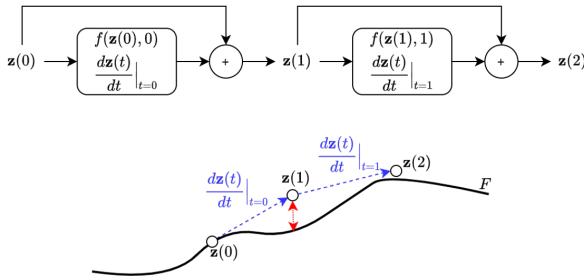 z(0) f(z(0), 0) + z(1) f(z(1), 1) + z(2)
dz(t)/dt|t=0 dz(t)/dt|t=1
dz(t)/dt|t=1 z(2)
dz(t)/dt|t=0 z(1) F
z(0)